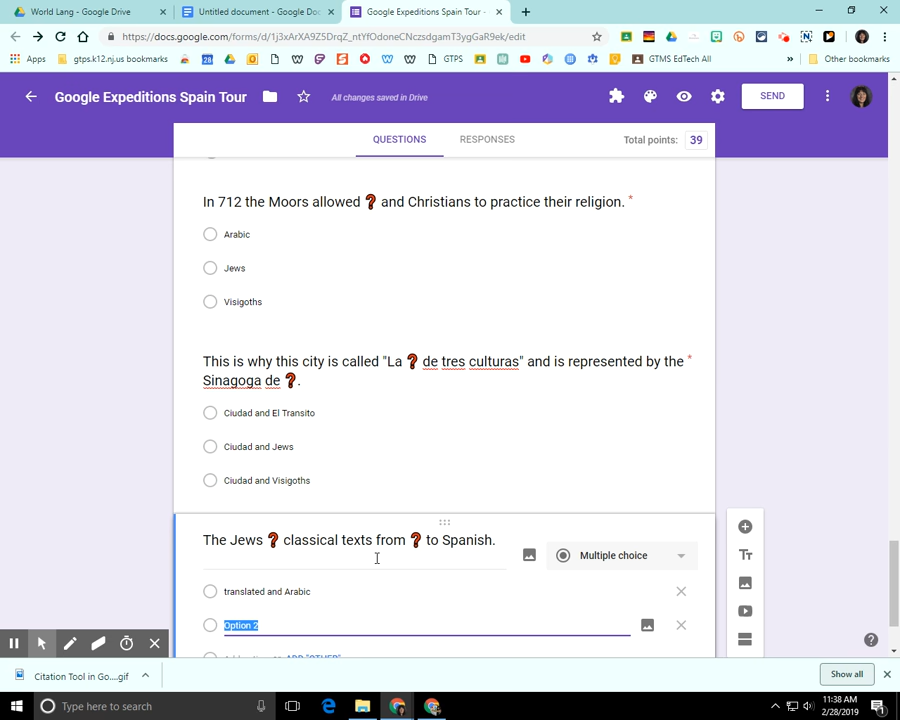 World Lang - Google Drive
Untitled document - Google Doc
Google Expeditions Spain Tour -
https://docs.google.com/forms/d/1j3xArXA9Z5DrqZ_ntYfOdoneCNczsdgamT3ygGaR9ek/edit
Apps
gtps.k12.nj.us bookmarks
28
GTPS
GTMS EdTech All
»
Other bookmarks
Google Expeditions Spain Tour
All changes saved in Drive
SEND
QUESTIONS
RESPONSES
Total points: 39
In 712 the Moors allowed ❓ and Christians to practice their religion. *
Arabic
Jews
Visigoths
This is why this city is called "La ❓ de tres culturas" and is represented by the *
Sinagoga de ❓.
Ciudad and El Transito
Ciudad and Jews
Ciudad and Visigoths
The Jews ❓ classical texts from ❓ to Spanish.
Multiple choice
translated and Arabic
Option 2
ADD "OTHER"
Tт
Citation Tool in Go....gif
Show all
Type here to search
11:38 AM
2/28/2019